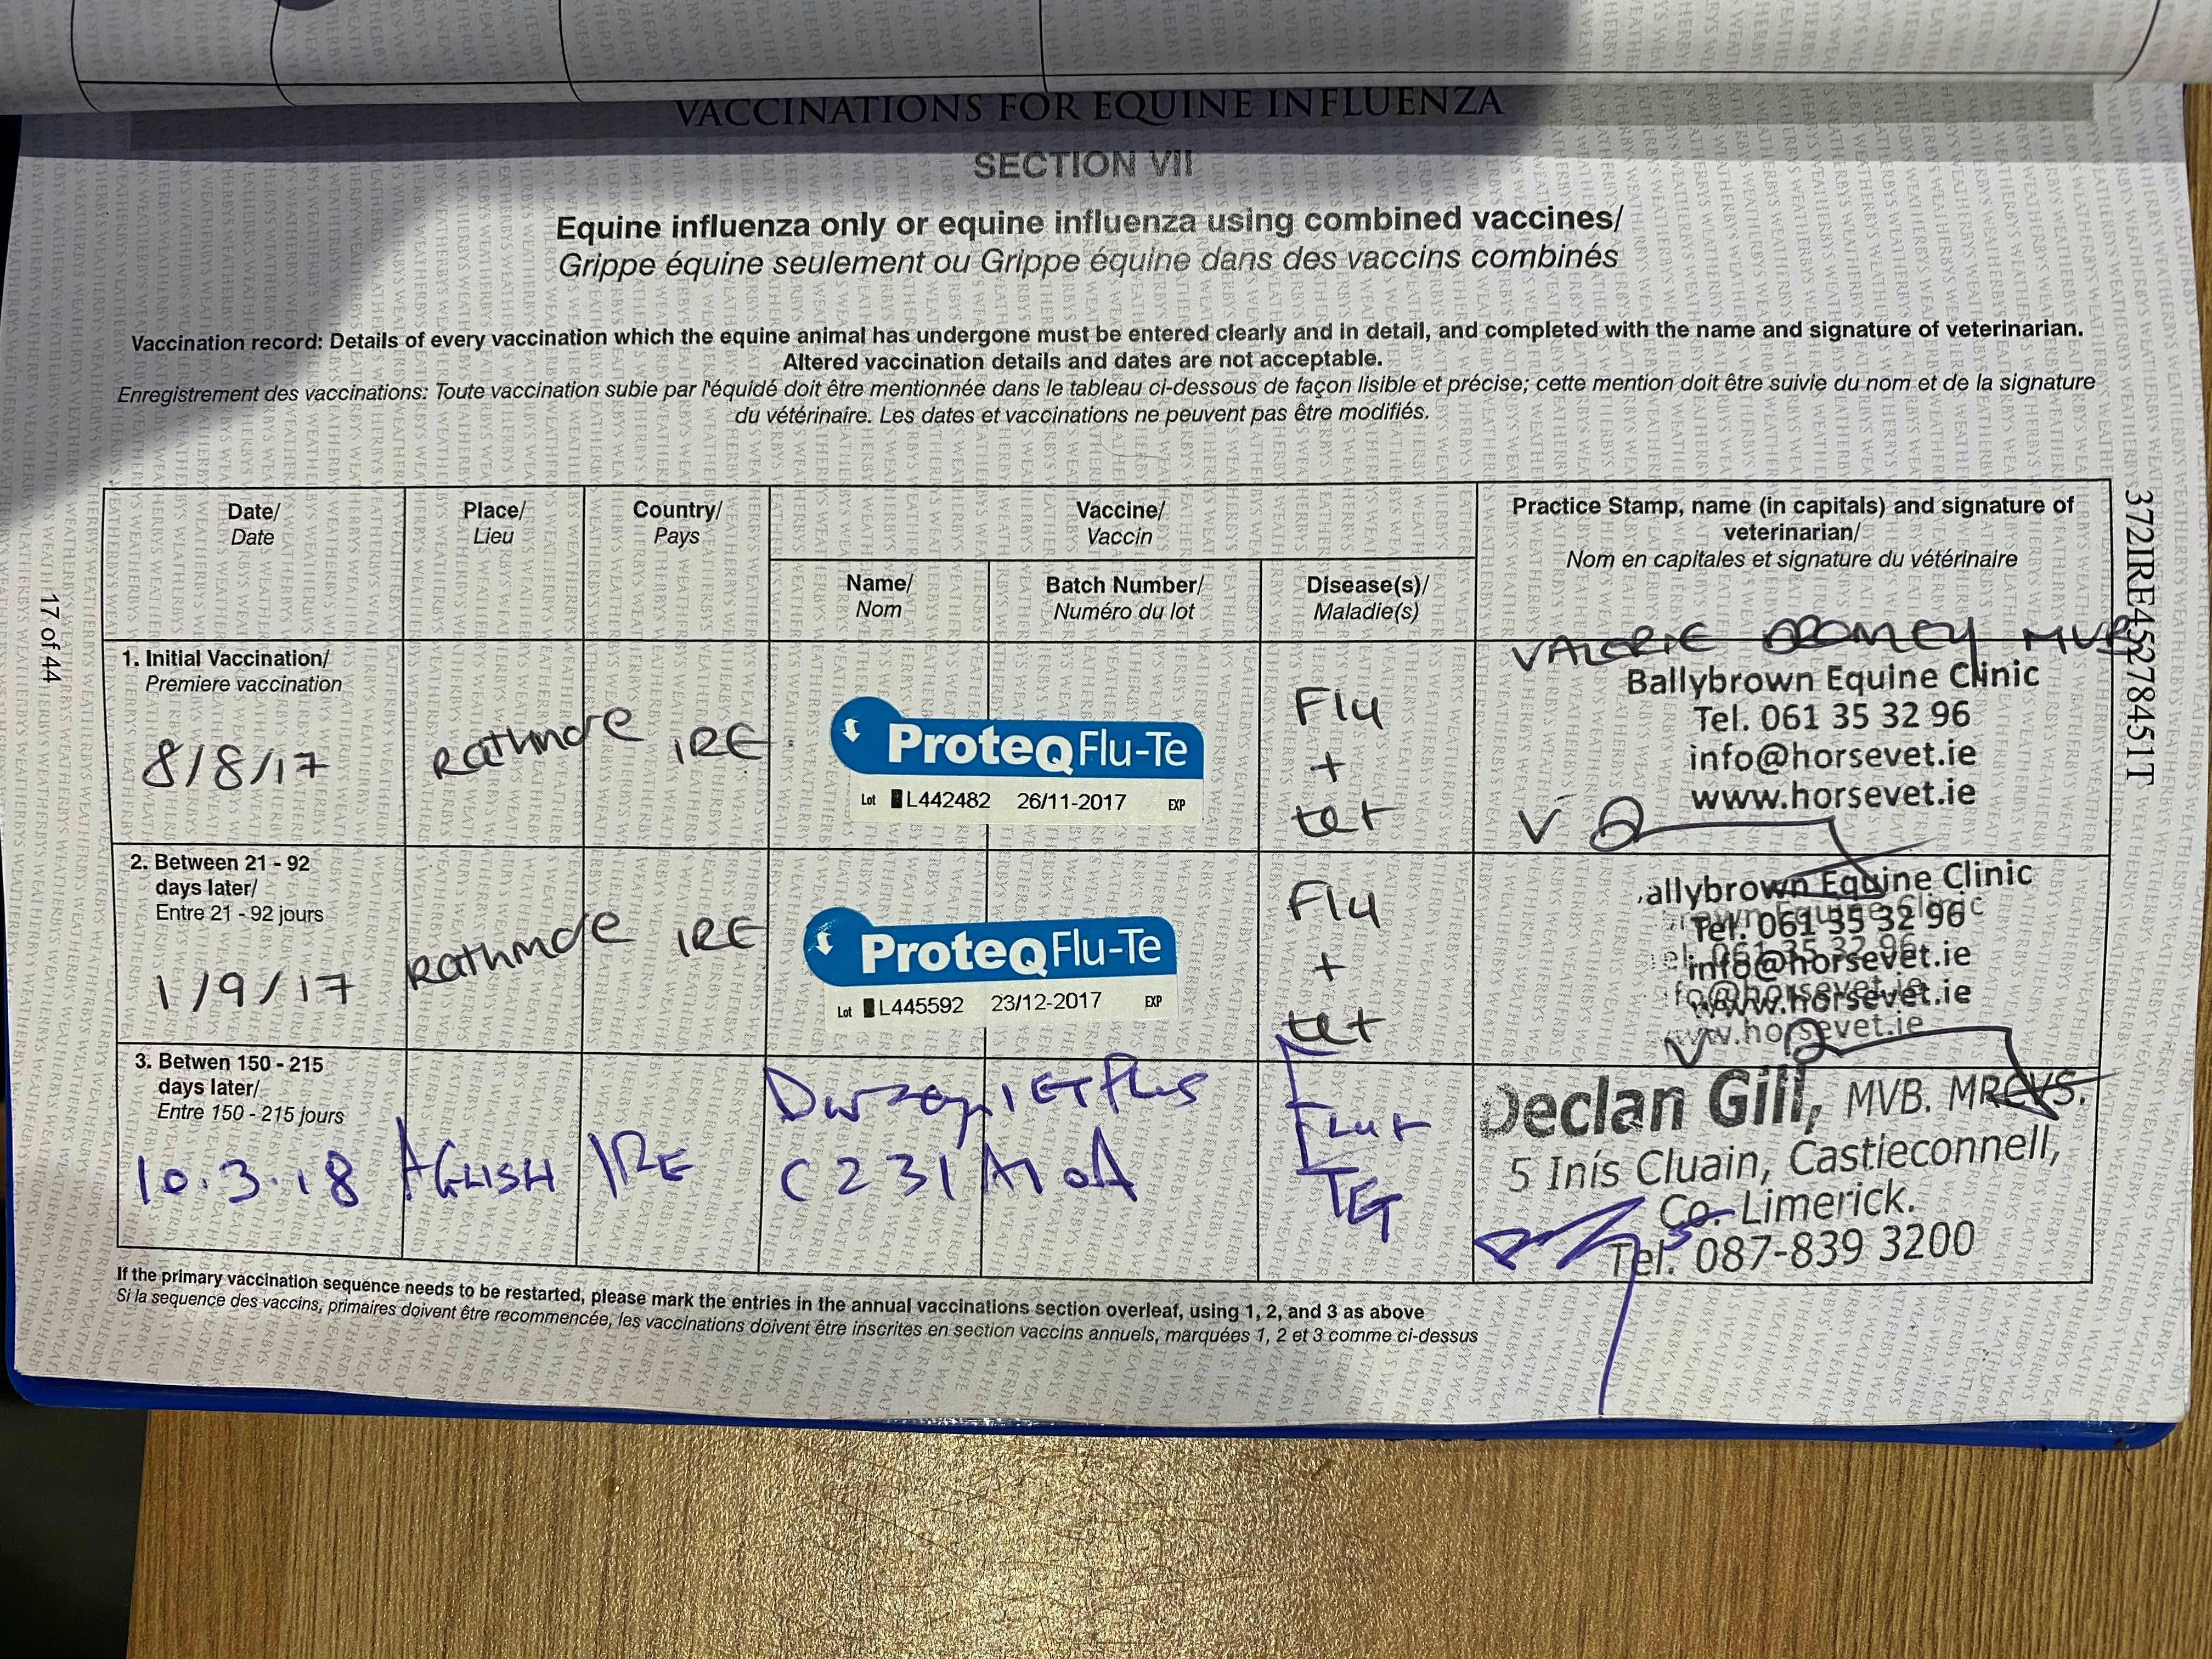 VACCINATIONS FOR EQUINE INFLUENZA
SECTION VII
Equine influenza only or equine influenza using combined vaccines/
Grippe équine seulement ou Grippe équine dans des vaccins combinés
Vaccination record: Details of every vaccination which the equine animal has undergone must be entered clearly and in detail, and completed with the name and signature of veterinarian.
Altered vaccination details and dates are not acceptable.
Enregistrement des vaccinations: Toute vaccination subie par l'équidé doit être mentionnée dans le tableau ci-dessous de façon lisible et précise; cette mention doit être suivie du nom et de la signature
du vétérinaire. Les dates et vaccinations ne peuvent pas être modifiés.
Date/
Date
Place/
Lieu
Country/
Pays
Vaccine/
Vaccin
Name/
Nom
Batch Number/
Numéro du lot
Disease(s)/
Maladie(s)
Practice Stamp, name (in capitals) and signature of
veterinarian/
Nom en capitales et signature du vétérinaire
1. Initial Vaccination/
Premiere vaccination
8/8/17
Rathmore
IRE
ProteqFlu-Te
Lot L442482 26/11-2017 EXP
Flu
+
tet
VALERIE MVB
Ballybrown Equine Clinic
Tel. 061 35 32 96
info@horsevet.ie
www.horsevet.ie
2. Between 21 - 92
days later/
Entre 21 - 92 jours
1/9/17
Rathmore
IRE
ProteqFlu-Te
Lot L445592 23/12-2017 EXP
Flu
+
tet
allybrown Equine Clinic
Tel. 061 35 32 96
info@horsevet.ie
www.horsevet.ie
www.horsevet.ie
3. Betwen 150 - 215
days later/
Entre 150 - 215 jours
10.3.18
AGLISH
IRE
IET Plus
C231A10A
Flu +
TET
Declan Gill, MVB. MRCVS.
5 Inis Cluain, Castleconnell,
Co. Limerick.
Tel. 087-839 3200
If the primary vaccination sequence needs to be restarted, please mark the entries in the annual vaccinations section overleaf, using 1, 2, and 3 as above
Si la sequence des vaccins, primaires doivent être recommencée, les vaccinations doivent être inscrites en section vaccins annuels, marquées 1, 2 et 3 comme ci-dessus
17 of 44
372IRE45278451T